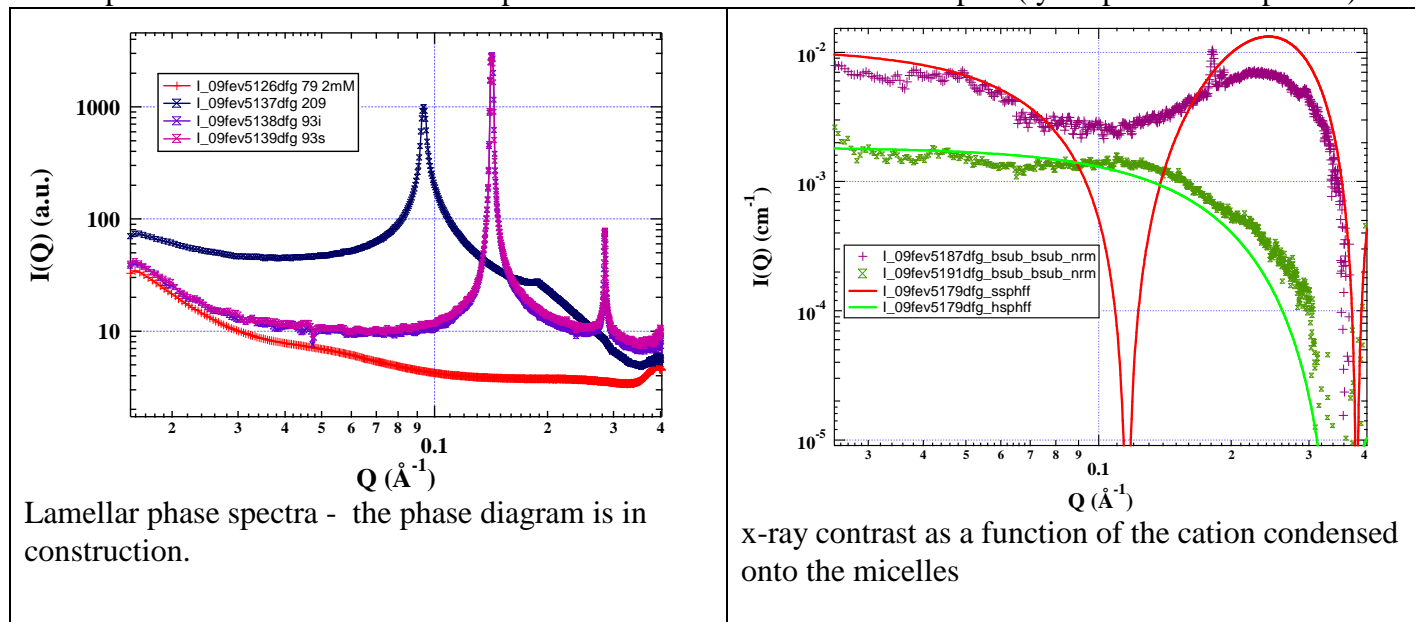 1000
100
10
I(Q) (a.u.)
I_09fev5126dfg 79 2mM
I_09fev5137dfg 209
I_09fev5138dfg 93i
I_09fev5139dfg 93s
2 3 4 5 6 7 8 9 0.1 2 3 4
Q (Å-1)
Lamellar phase spectra - the phase diagram is in
construction.
10-2
10-3
10-4
10-5
I(Q) (cm-1)
I_09fev5187dfg_bsub_bsub_nrm
I_09fev5191dfg_bsub_bsub_nrm
I_09fev5179dfg_ssphff
I_09fev5179dfg_hsphff
3 4 5 6 7 8 9 0.1 2 3 4
Q (Å-1)
x-ray contrast as a function of the cation condensed
onto the micelles